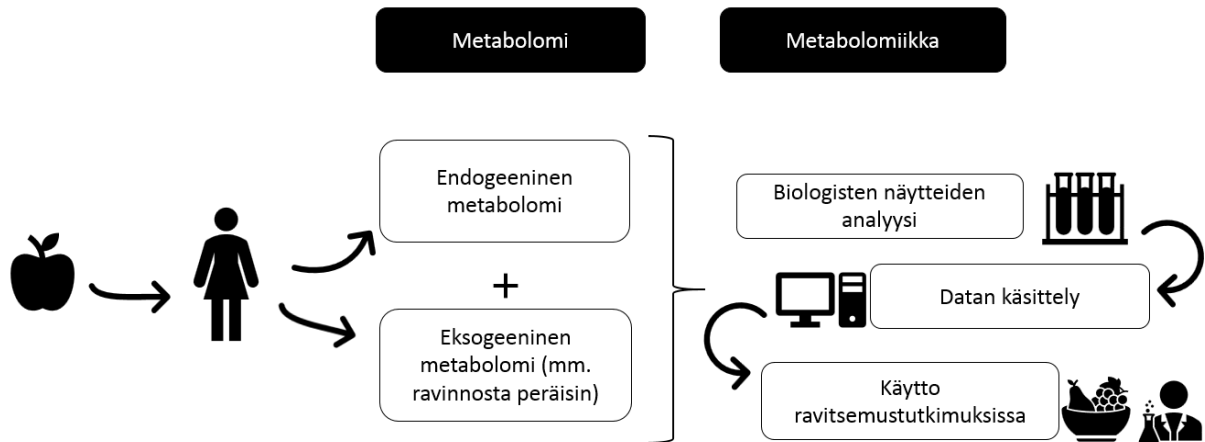 Metabolomi
Metabolomiikka
Endogeeninen
metabolomi
+
Eksogeeninen
metabolomi (mm.
ravinnosta peräisin)
Biologisten näytteiden
analyysi
Datan käsittely
Käytto
ravitsemustutkimuksissa